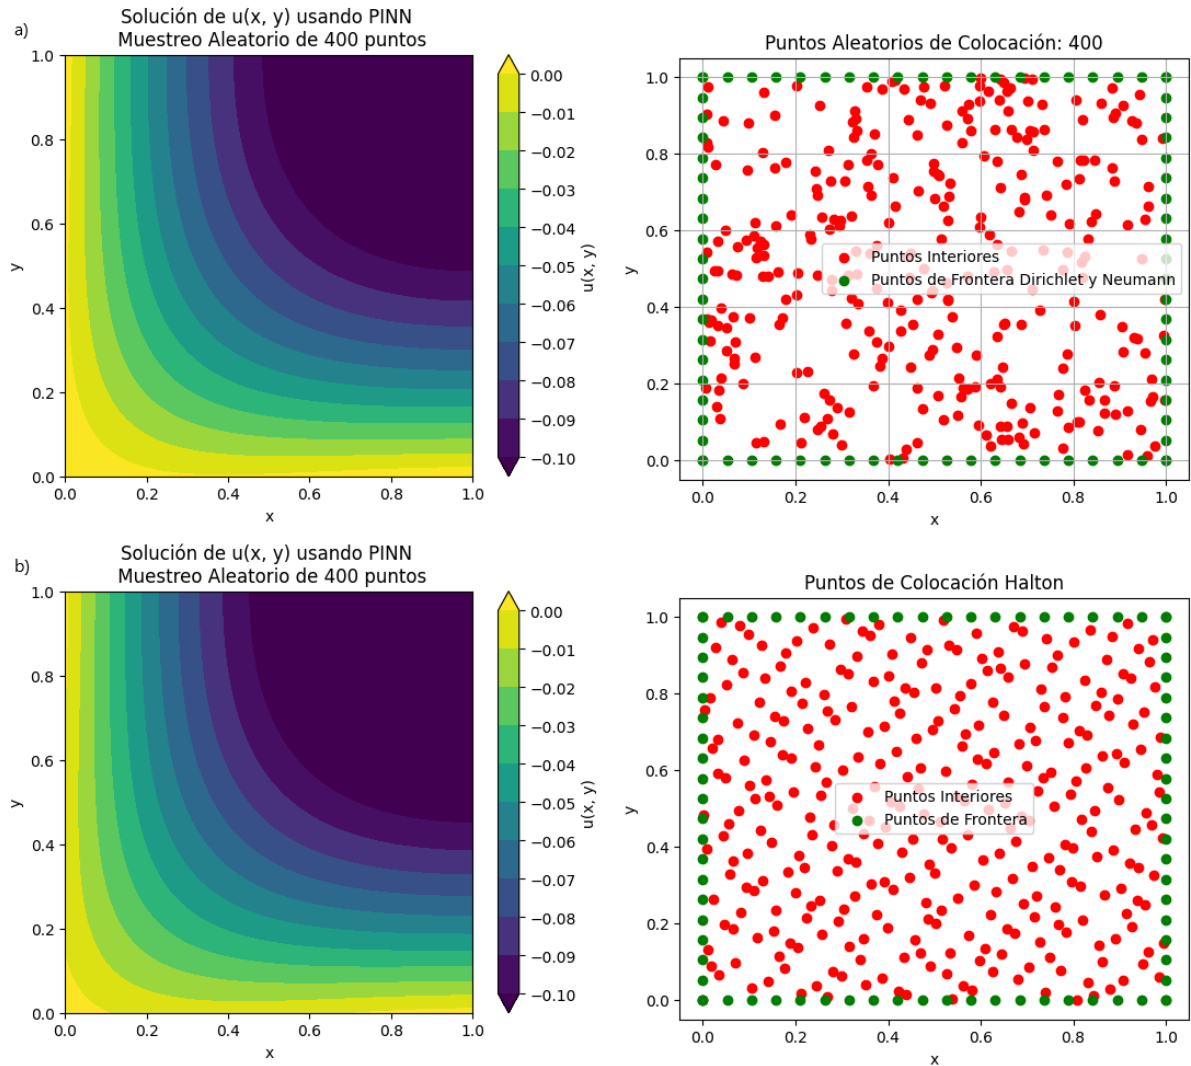 a)
Solución de u(x, y) usando PINN
Muestreo Aleatorio de 400 puntos
1.0
0.8
0.6
0.4
0.2
0.0
y
0.0 0.2 0.4 0.6 0.8 1.0
x
0.00
−0.01
−0.02
−0.03
−0.04
−0.06
−0.07
−0.08
−0.09
−0.10
u(x, y)
Puntos Aleatorios de Colocación: 400
1.0
0.8
0.6
0.4
0.2
0.0
y
Puntos Interiores
Puntos de Frontera Dirichlet y Neumann
0.0 0.2 0.4 0.6 0.8 1.0
x
b)
Solución de u(x, y) usando PINN
Muestreo Aleatorio de 400 puntos
1.0
0.8
0.6
0.4
0.2
0.0
y
0.0 0.2 0.4 0.6 0.8 1.0
x
0.00
−0.01
−0.02
−0.03
−0.04
−0.06
−0.07
−0.08
−0.09
−0.10
u(x, y)
Puntos de Colocación Halton
1.0
0.8
0.6
0.4
0.2
0.0
y
Puntos Interiores
Puntos de Frontera
0.0 0.2 0.4 0.6 0.8 1.0
x